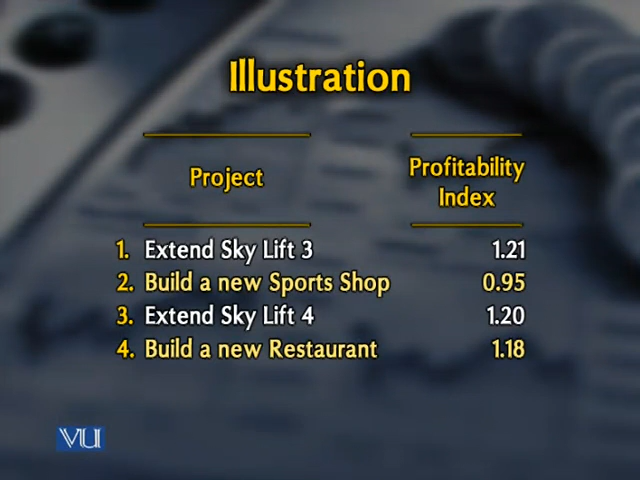 Illustration
Project
Profitability
Index
1. Extend Sky Lift 3 1.21
2. Build a new Sports Shop 0.95
3. Extend Sky Lift 4 1.20
4. Build a new Restaurant 1.18
VU